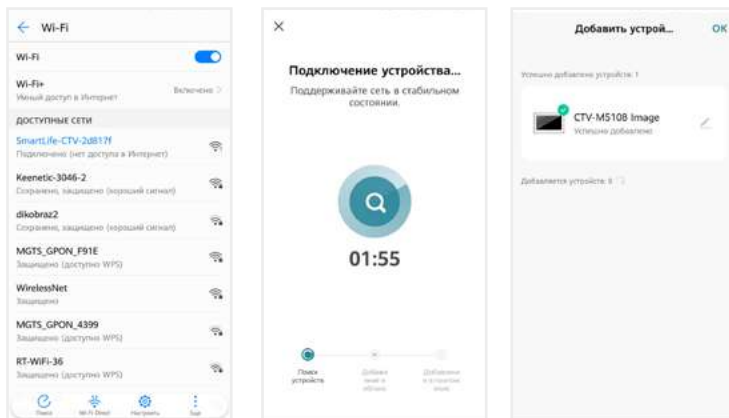 Wi-Fi
Wi-Fi
Wi-Fi+
Умный доступ в Интернет
Включено
ДОСТУПНЫЕ СЕТИ
SmartLife-CTV-2d817f
Подключено (нет доступа в Интернет)
Keenetic-3046-2
Сохранено, защищено (хороший сигнал)
dikobraz2
Сохранено, защищено (хороший сигнал)
MGTS_GPON_F91E
Защищено (доступно WPS)
WirelessNet
Защищено
MGTS_GPON_4399
Защищено (доступно WPS)
RT-WiFi-36
Защищено (доступно WPS)
Поиск
Wi-Fi Direct
Настроить
Ещё
Подключение устройства...
Поддерживайте сеть в стабильном
состоянии.
01:55
Поиск
устройств
Добавить устрой...
ОК
Успешно добавлено устройств: 1
CTV-M5108 Image
Успешно добавлено
Добавляется устройств: 0